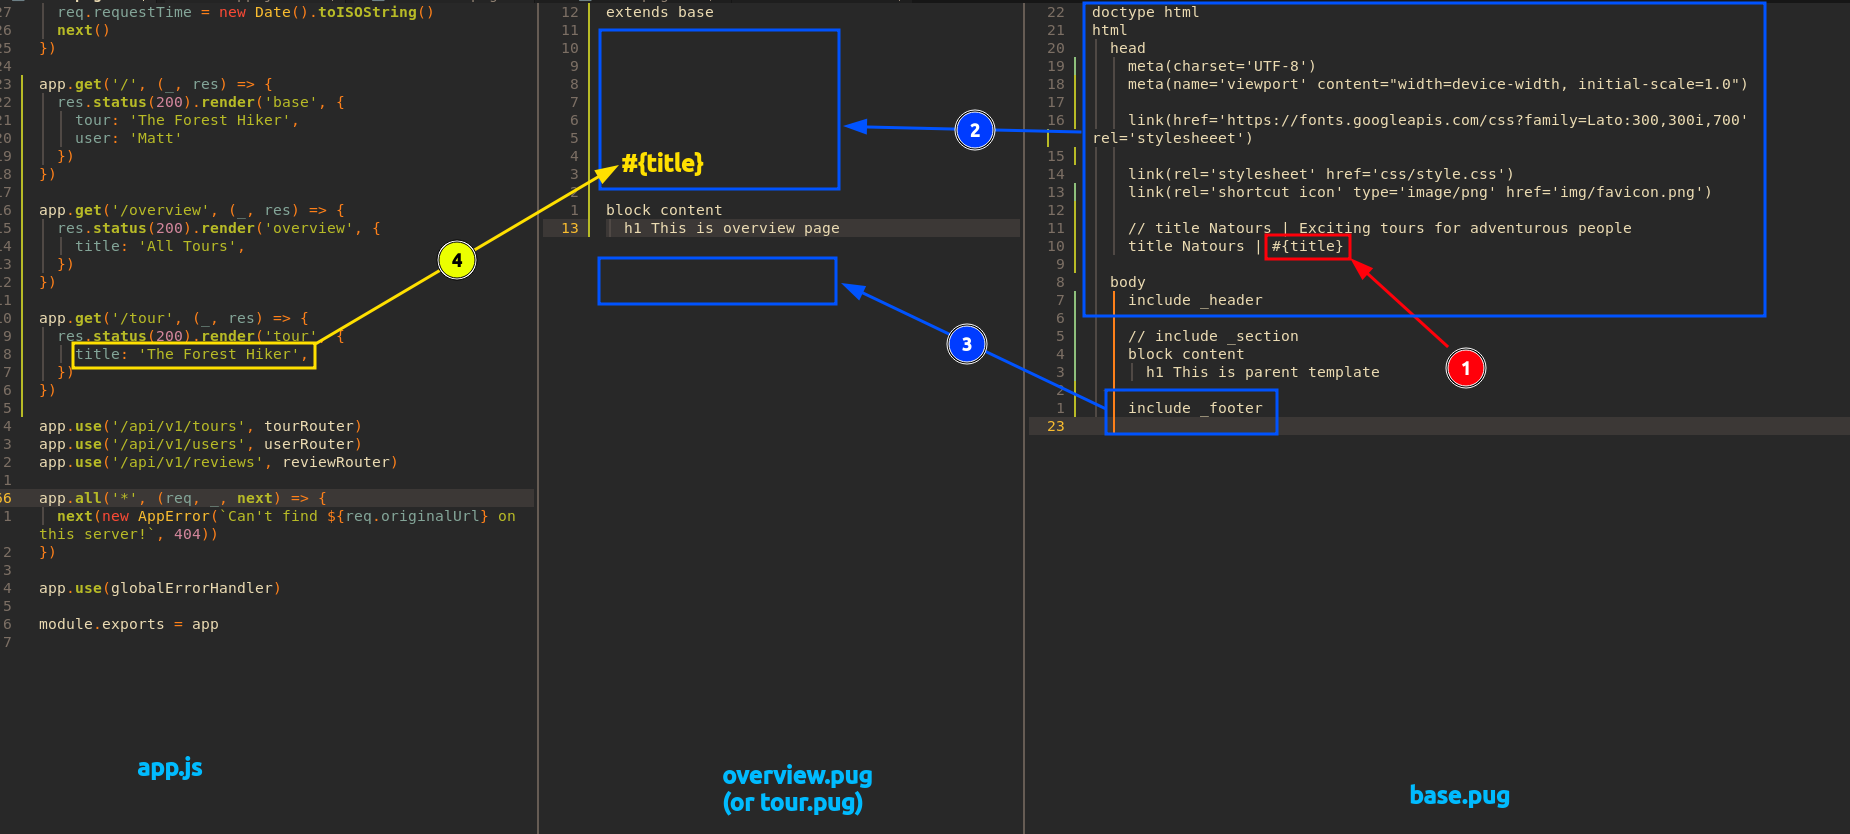 27 req.requestTime = new Date().toISOString()
26 next()
25 })
24
23 app.get('/', (_, res) => {
22 res.status(200).render('base', {
21 tour: 'The Forest Hiker',
20 user: 'Matt'
19 })
18 })
17
16 app.get('/overview', (_, res) => {
15 res.status(200).render('overview', {
14 title: 'All Tours',
13 })
12 })
11
10 app.get('/tour', (_, res) => {
9 res.status(200).render('tour', {
8 title: 'The Forest Hiker',
7 })
6 })
5
4 app.use('/api/v1/tours', tourRouter)
3 app.use('/api/v1/users', userRouter)
2 app.use('/api/v1/reviews', reviewRouter)
1
66 app.all('*', (req, _, next) => {
1 next(new AppError(`Can't find ${req.originalUrl} on
this server!`, 404))
2 })
3
4 app.use(globalErrorHandler)
5
6 module.exports = app
7
4
app.js
12 extends base
11
10
9
8
7
6
5
4
3
#{title}
2
1 block content
13 h1 This is overview page
2
3
overview.pug
(or tour.pug)
22 doctype html
21 html
20 head
19 meta(charset='UTF-8')
18 meta(name='viewport' content="width=device-width, initial-scale=1.0")
17
16 link(href='https://fonts.googleapis.com/css?family=Lato:300,300i,700'
rel='stylesheeet')
15
14 link(rel='stylesheet' href='css/style.css')
13 link(rel='shortcut icon' type='image/png' href='img/favicon.png')
12
11 // title Natours | Exciting tours for adventurous people
10 title Natours | #{title}
9
8 body
7 include _header
6
5 // include _section
4 block content
3 h1 This is parent template
2
1 include _footer
23
1
base.pug